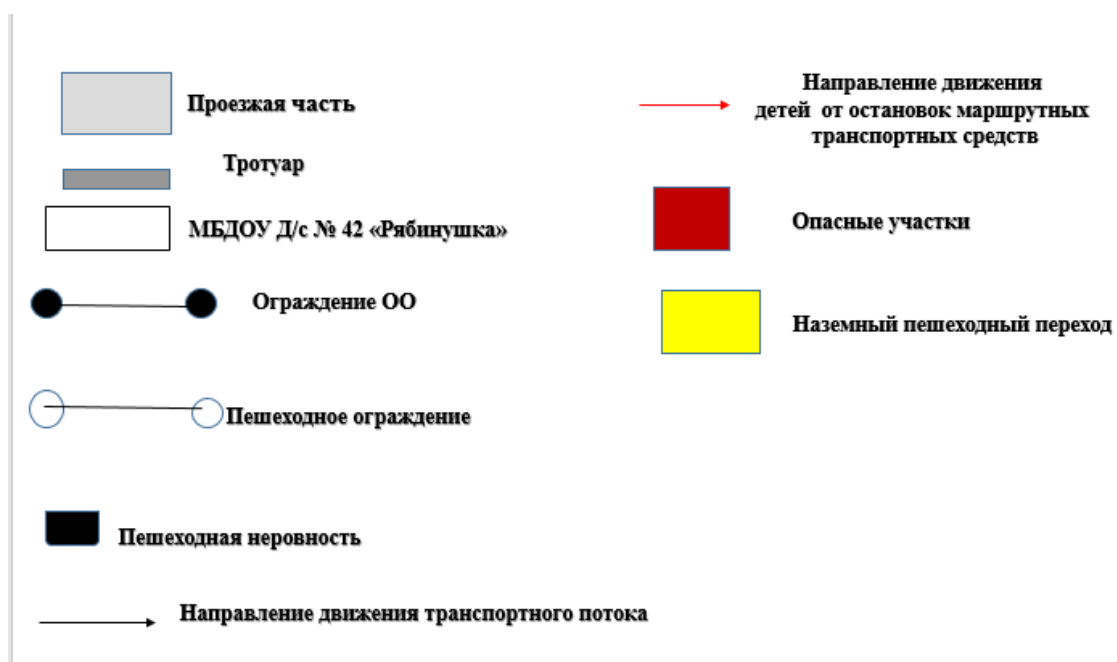 Проезжая часть
Тротуар
МБДОУ Д/с № 42 «Рябинушка»
Ограждение ОО
Пешеходное ограждение
Пешеходная неровность
Направление движения транспортного потока
Направление движения
детей от остановок маршрутных
транспортных средств
Опасные участки
Наземный пешеходный переход